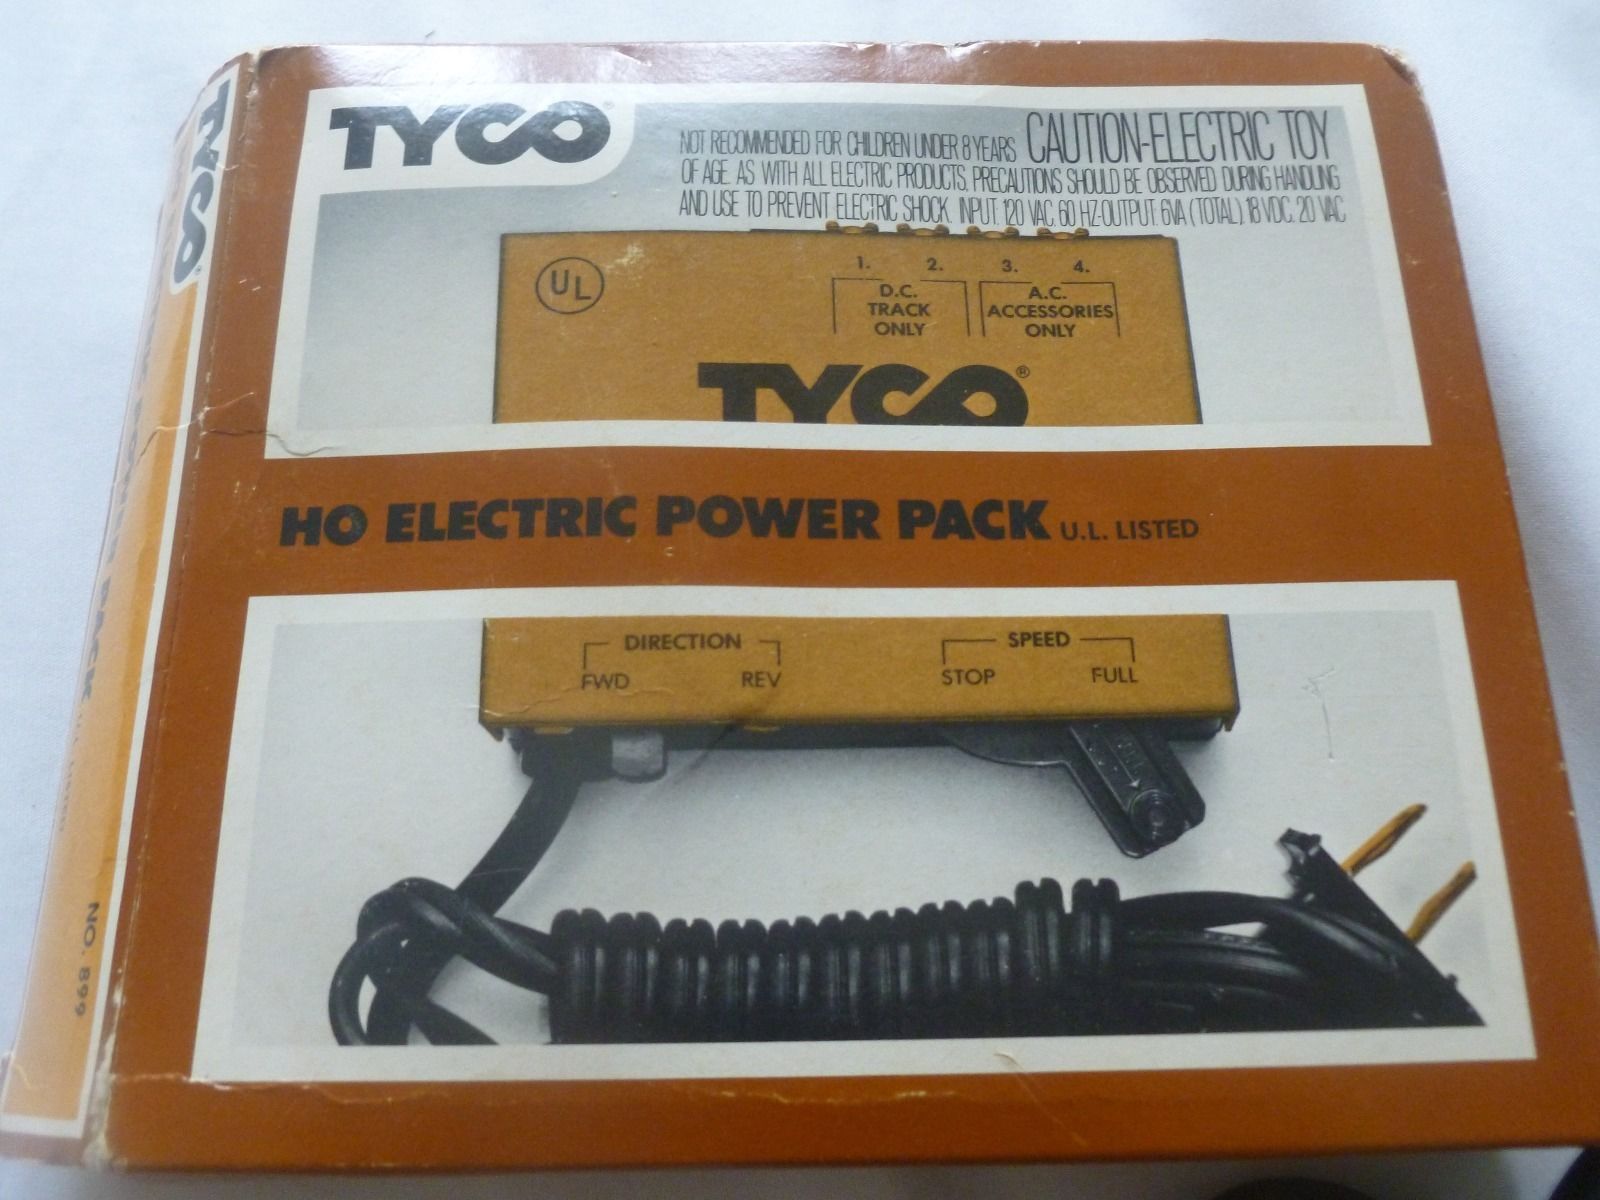 TYCO®
NOT RECOMMENDED FOR CHILDREN UNDER 8 YEARS CAUTION-ELECTRIC TOY
OF AGE. AS WITH ALL ELECTRIC PRODUCTS, PRECAUTIONS SHOULD BE OBSERVED DURING HANDLING
AND USE TO PREVENT ELECTRIC SHOCK. INPUT: 120 VAC, 60 HZ-OUTPUT: 6VA (TOTAL), 18 VDC, 20 VAC
UL
1. 2. 3. 4.
D.C. TRACK ONLY
A.C. ACCESSORIES ONLY
TYCO®
HO ELECTRIC POWER PACK U.L. LISTED
DIRECTION
FWD REV
SPEED
STOP FULL
TYCO®
POWER PACK
NO. 899